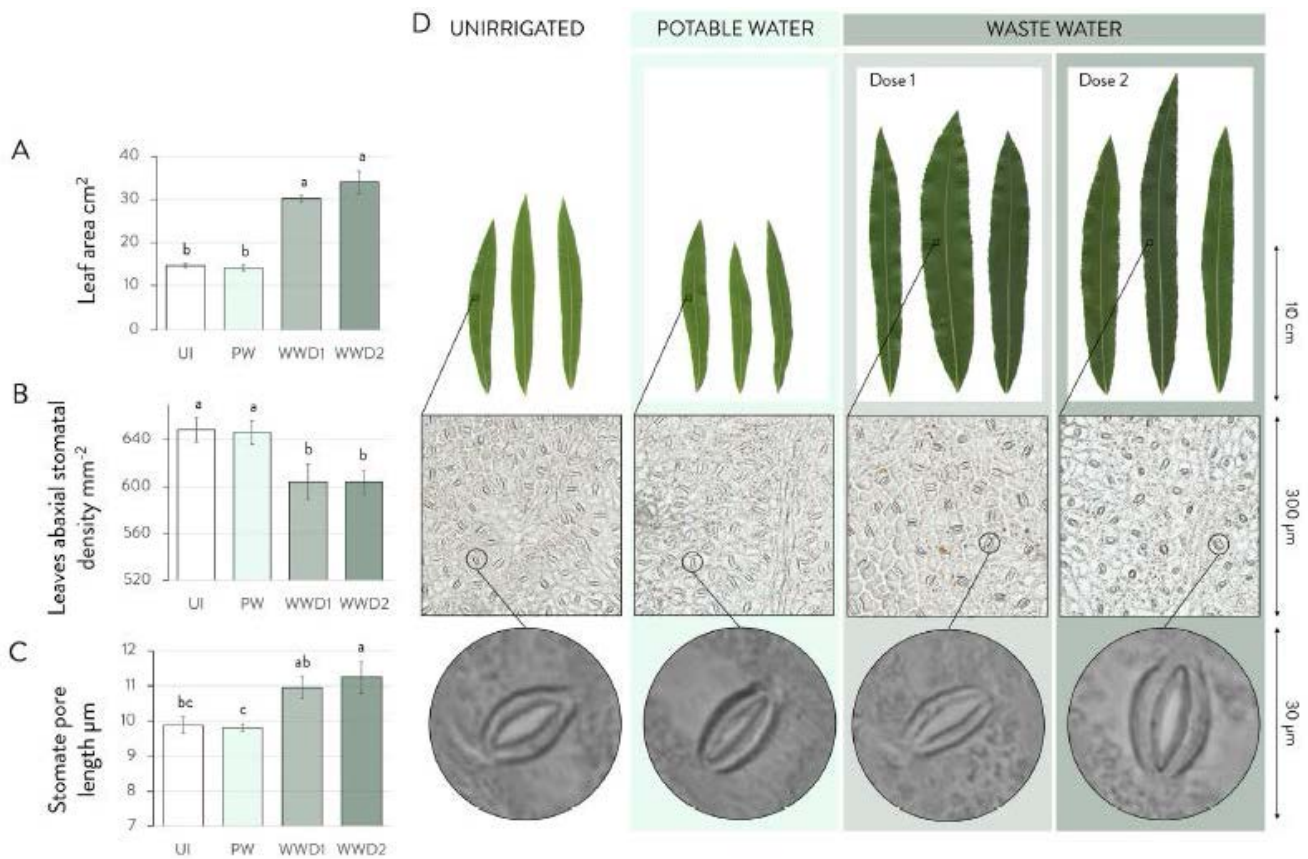 A
Leaf area cm²
40
30
20
10
0
b
b
a
a
UI
PW
WWD1
WWD2
B
Leaves abaxial stomatal
density mm⁻²
640
600
560
520
a
a
b
b
UI
PW
WWD1
WWD2
C
Stomate pore
length µm
12
11
10
9
8
7
bc
c
ab
a
UI
PW
WWD1
WWD2
D
UNIRRIGATED
POTABLE WATER
WASTE WATER
Dose 1
Dose 2
10 cm
300 µm
30 µm